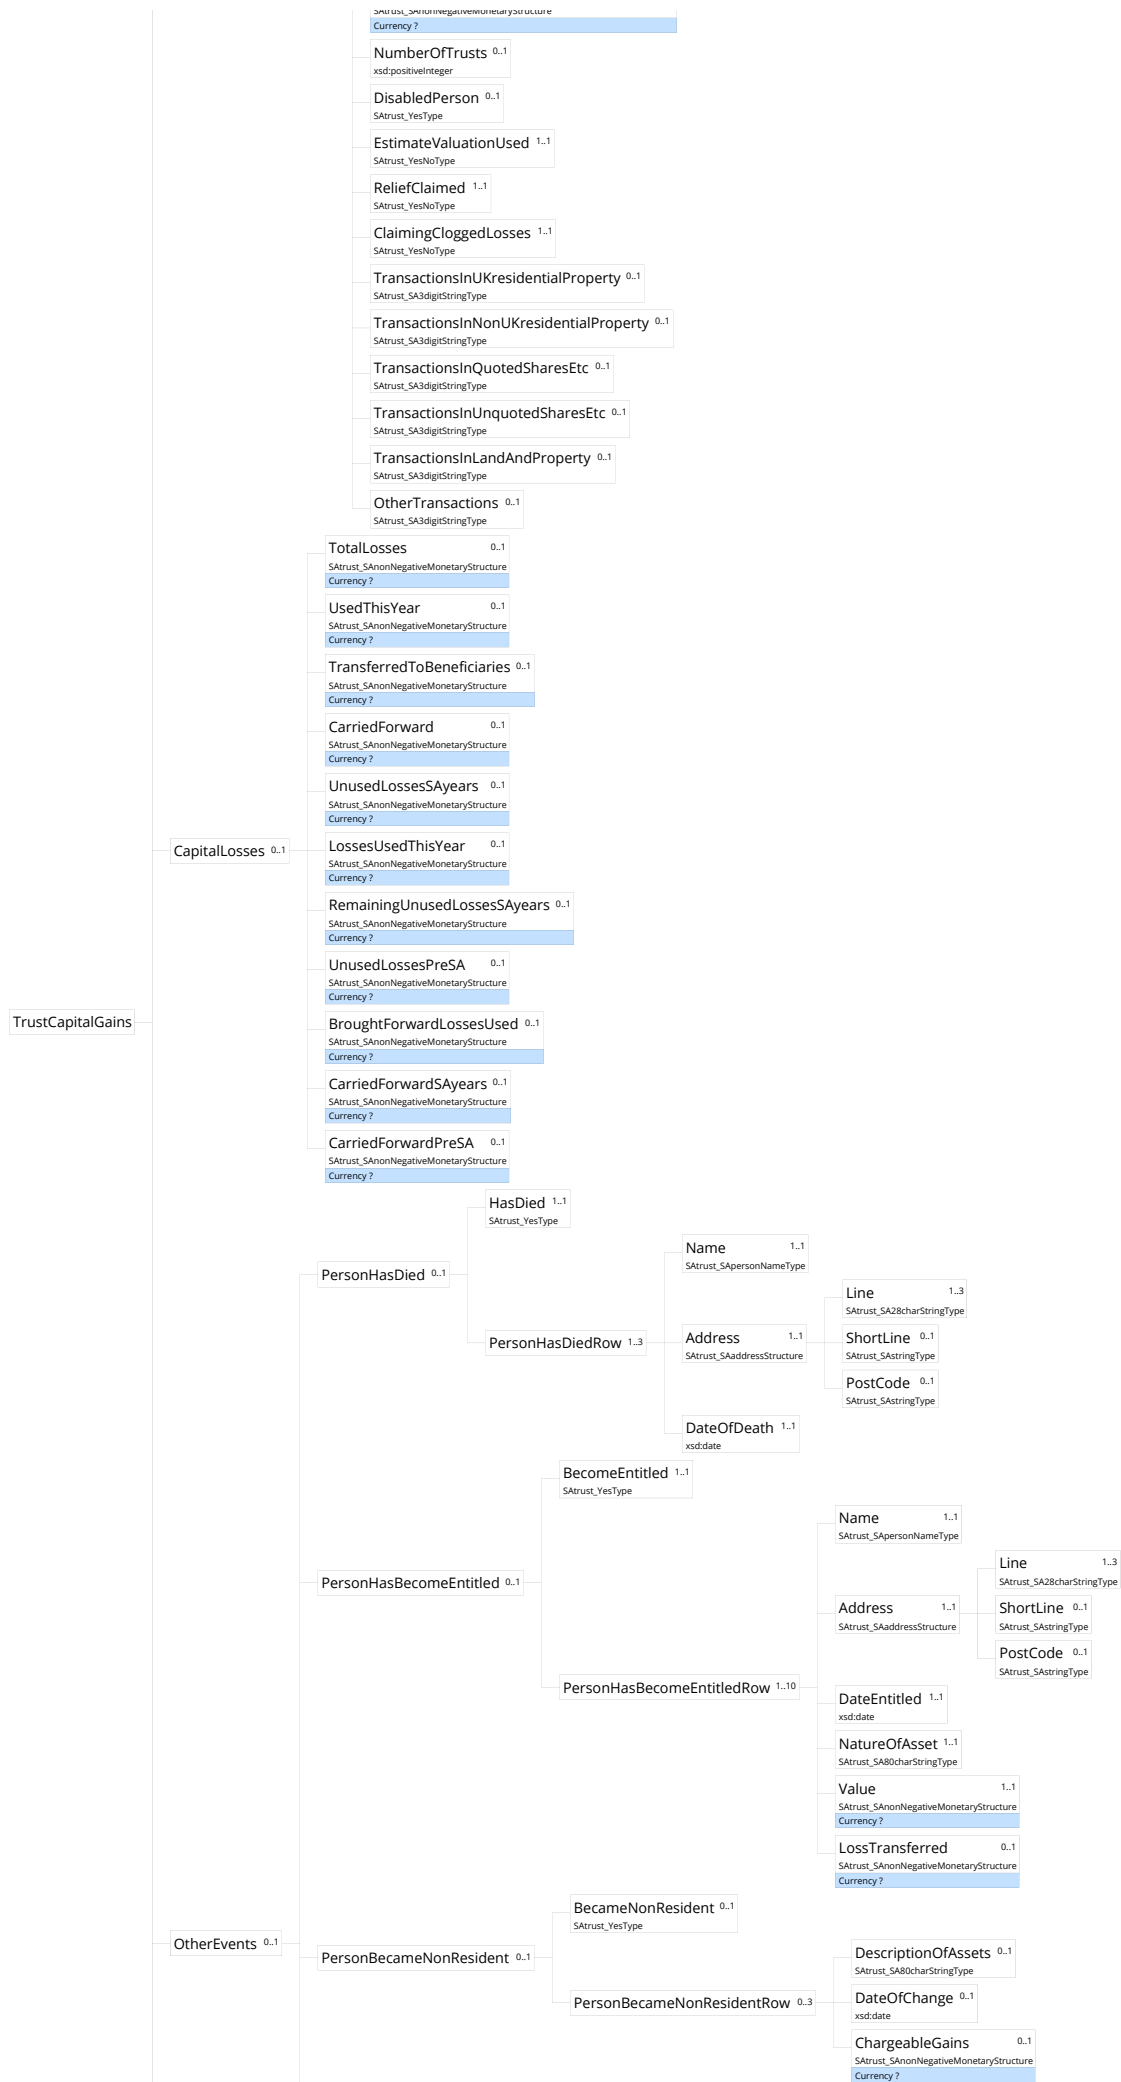 SAtrust_SAnonNegativeMonetaryStructure
Currency ?
NumberOfTrusts 0..1
xsd:positiveInteger
DisabledPerson 0..1
SAtrust_YesType
EstimateValuationUsed 1..1
SAtrust_YesNoType
ReliefClaimed 1..1
SAtrust_YesNoType
ClaimingCloggedLosses 1..1
SAtrust_YesNoType
TransactionsInUKresidentialProperty 0..1
SAtrust_SA3digitStringType
TransactionsInNonUKresidentialProperty 0..1
SAtrust_SA3digitStringType
TransactionsInQuotedSharesEtc 0..1
SAtrust_SA3digitStringType
TransactionsInUnquotedSharesEtc 0..1
SAtrust_SA3digitStringType
TransactionsInLandAndProperty 0..1
SAtrust_SA3digitStringType
OtherTransactions 0..1
SAtrust_SA3digitStringType
TotalLosses 0..1
SAtrust_SAnonNegativeMonetaryStructure
Currency ?
UsedThisYear 0..1
SAtrust_SAnonNegativeMonetaryStructure
Currency ?
TransferredToBeneficiaries 0..1
SAtrust_SAnonNegativeMonetaryStructure
Currency ?
CarriedForward 0..1
SAtrust_SAnonNegativeMonetaryStructure
Currency ?
UnusedLossesSAyears 0..1
SAtrust_SAnonNegativeMonetaryStructure
Currency ?
CapitalLosses 0..1
LossesUsedThisYear 0..1
SAtrust_SAnonNegativeMonetaryStructure
Currency ?
RemainingUnusedLossesSAyears 0..1
SAtrust_SAnonNegativeMonetaryStructure
Currency ?
UnusedLossesPreSA 0..1
SAtrust_SAnonNegativeMonetaryStructure
Currency ?
TrustCapitalGains
BroughtForwardLossesUsed 0..1
SAtrust_SAnonNegativeMonetaryStructure
Currency ?
CarriedForwardSAyears 0..1
SAtrust_SAnonNegativeMonetaryStructure
Currency ?
CarriedForwardPreSA 0..1
SAtrust_SAnonNegativeMonetaryStructure
Currency ?
HasDied 1..1
SAtrust_YesType
PersonHasDied 0..1
Name 1..1
SAtrust_SApersonNameType
Line 1..3
SAtrust_SA28charStringType
PersonHasDiedRow 1..3
Address 1..1
SAtrust_SAaddressStructure
ShortLine 0..1
SAtrust_SAstringType
PostCode 0..1
SAtrust_SAstringType
DateOfDeath 1..1
xsd:date
BecomeEntitled 1..1
SAtrust_YesType
PersonHasBecomeEntitled 0..1
Name 1..1
SAtrust_SApersonNameType
Line 1..3
SAtrust_SA28charStringType
Address 1..1
SAtrust_SAaddressStructure
ShortLine 0..1
SAtrust_SAstringType
PostCode 0..1
SAtrust_SAstringType
PersonHasBecomeEntitledRow 1..10
DateEntitled 1..1
xsd:date
NatureOfAsset 1..1
SAtrust_SA80charStringType
Value 1..1
SAtrust_SAnonNegativeMonetaryStructure
Currency ?
LossTransferred 0..1
SAtrust_SAnonNegativeMonetaryStructure
Currency ?
OtherEvents 0..1
BecameNonResident 0..1
SAtrust_YesType
PersonBecameNonResident 0..1
DescriptionOfAssets 0..1
SAtrust_SA80charStringType
PersonBecameNonResidentRow 0..3
DateOfChange 0..1
xsd:date
ChargeableGains 0..1
SAtrust_SAnonNegativeMonetaryStructure
Currency ?